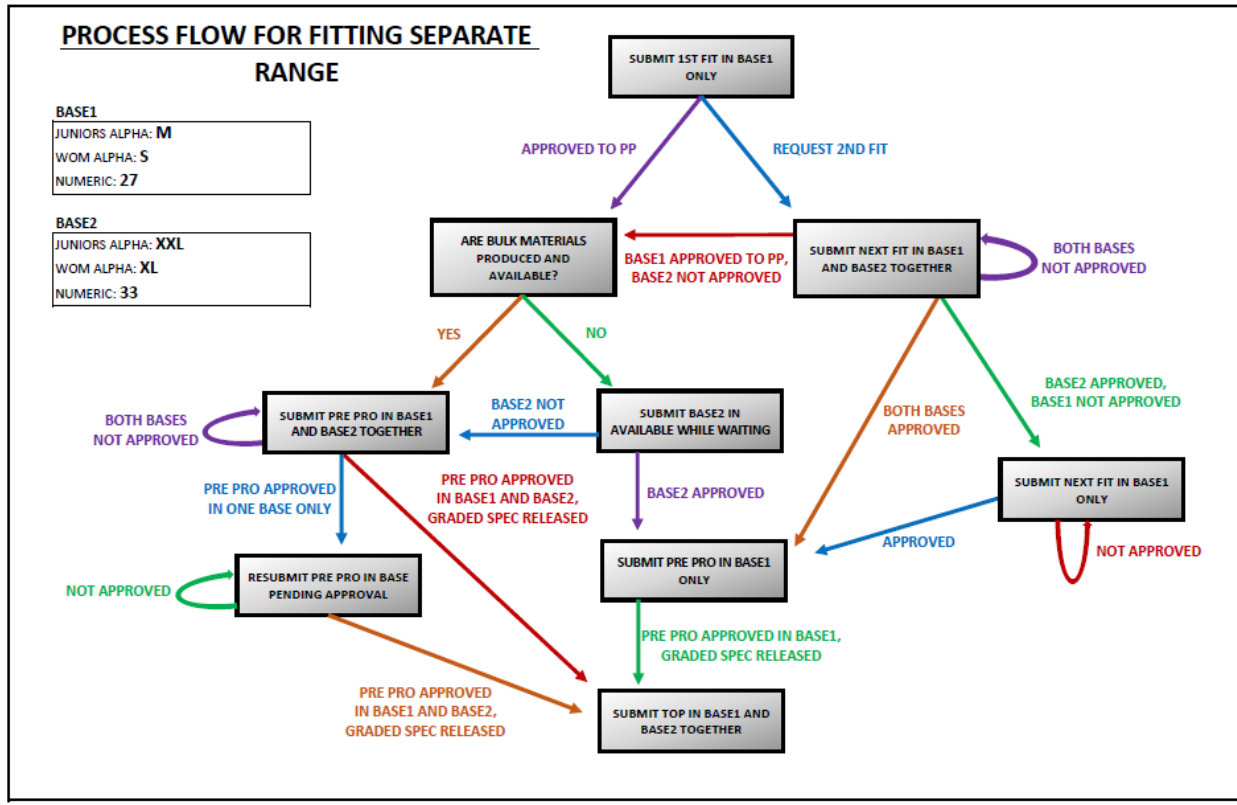 PROCESS FLOW FOR FITTING SEPARATE
RANGE
BASE1
JUNIORS ALPHA: M
WOM ALPHA: S
NUMERIC: 27
BASE2
JUNIORS ALPHA: XXL
WOM ALPHA: XL
NUMERIC: 33
SUBMIT 1ST FIT IN BASE1
ONLY
APPROVED TO PP
REQUEST 2ND FIT
ARE BULK MATERIALS
PRODUCED AND
AVAILABLE?
BASE1 APPROVED TO PP,
BASE2 NOT APPROVED
SUBMIT NEXT FIT IN BASE1
AND BASE2 TOGETHER
BOTH BASES
NOT APPROVED
YES
NO
BOTH BASES
NOT APPROVED
SUBMIT PRE PRO IN BASE1
AND BASE2 TOGETHER
BASE2 NOT
APPROVED
SUBMIT BASE2 IN
AVAILABLE WHILE WAITING
BOTH BASES
APPROVED
BASE2 APPROVED,
BASE1 NOT APPROVED
PRE PRO APPROVED
IN ONE BASE ONLY
PRE PRO APPROVED
IN BASE1 AND BASE2,
GRADED SPEC RELEASED
BASE2 APPROVED
SUBMIT NEXT FIT IN BASE1
ONLY
APPROVED
NOT APPROVED
NOT APPROVED
RESUBMIT PRE PRO IN BASE
PENDING APPROVAL
SUBMIT PRE PRO IN BASE1
ONLY
PRE PRO APPROVED IN BASE1,
GRADED SPEC RELEASED
PRE PRO APPROVED
IN BASE1 AND BASE2,
GRADED SPEC RELEASED
SUBMIT TOP IN BASE1 AND
BASE2 TOGETHER